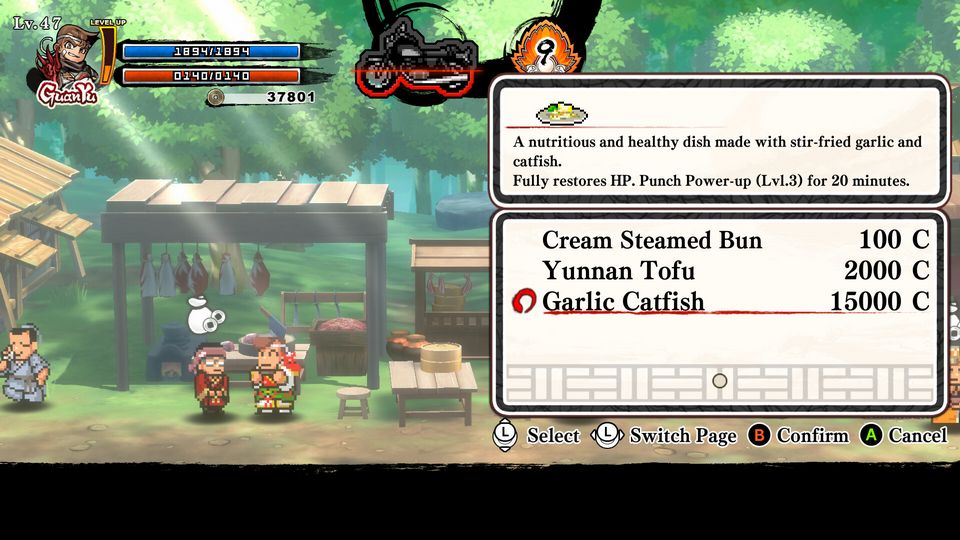 Lv.47
LEVEL UP
1894/1894
0140/0140
GuanYu
37801
9
A nutritious and healthy dish made with stir-fried garlic and
catfish.
Fully restores HP. Punch Power-up (Lvl.3) for 20 minutes.
Cream Steamed Bun 100 C
Yunnan Tofu 2000 C
Garlic Catfish 15000 C
L Select L Switch Page B Confirm A Cancel